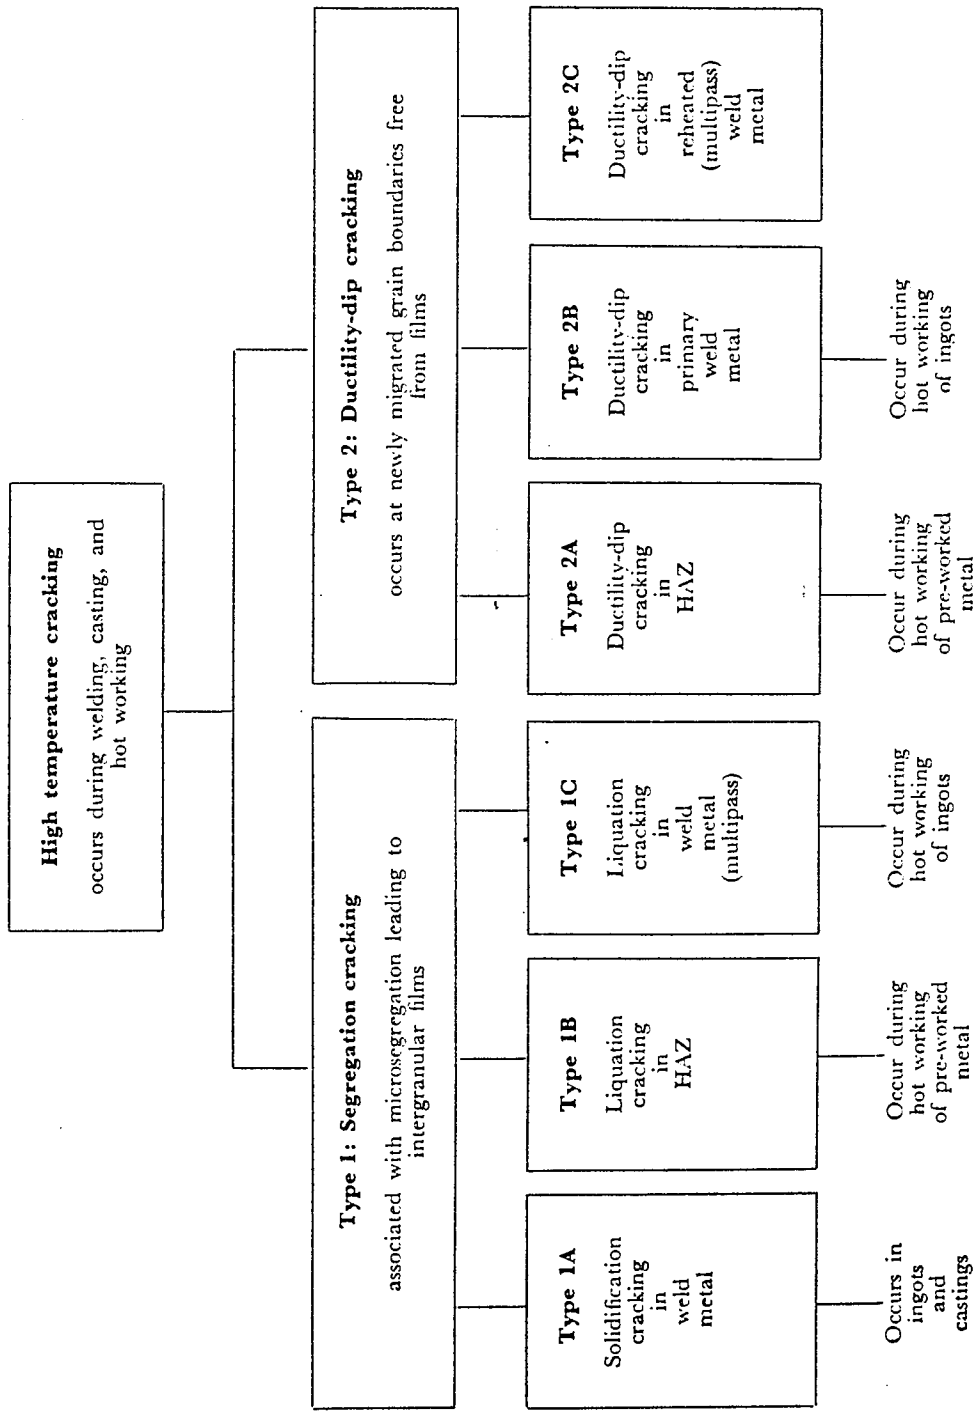 High temperature cracking
occurs during welding, casting, and
hot working
Type 1: Segregation cracking
associated with microsegregation leading to
intergranular films
Type 2: Ductility-dip cracking
occurs at newly migrated grain boundaries free
from films
Type 1A
Solidification
cracking
in
weld
metal
Occurs in
ingots
and
castings
Type 1B
Liquation
cracking
in
HAZ
Occur during
hot working
of pre-worked
metal
Type 1C
Liquation
cracking
in
weld
metal
(multipass)
Occur during
hot working
of ingots
Type 2A
Ductility-dip
cracking
in
HAZ
Occur during
hot working
of pre-worked
metal
Type 2B
Ductility-dip
cracking
in
primary
weld
metal
Occur during
hot working
of ingots
Type 2C
Ductility-dip
cracking
in
reheated
(multipass)
weld
metal